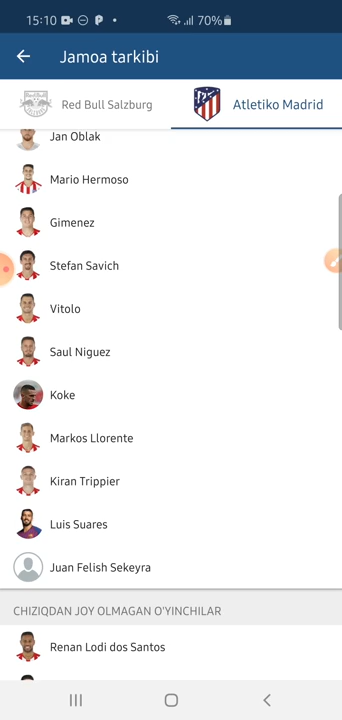 15:10
70%
Jamoa tarkibi
Red Bull Salzburg
Atletiko Madrid
Jan Oblak
Mario Hermoso
Gimenez
Stefan Savich
Vitolo
Saul Niguez
Koke
Markos Llorente
Kiran Trippier
Luis Suares
Juan Felish Sekeyra
CHIZIQDAN JOY OLMAGAN O'YINCHILAR
Renan Lodi dos Santos